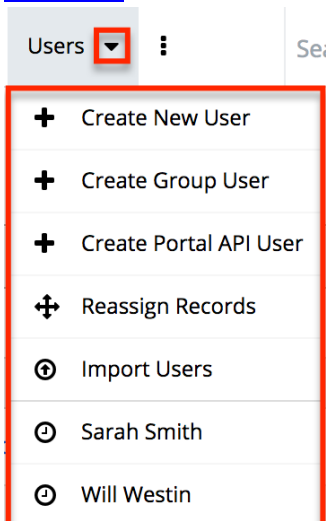 Users
Create New User
Create Group User
Create Portal API User
Reassign Records
Import Users
Sarah Smith
Will Westin